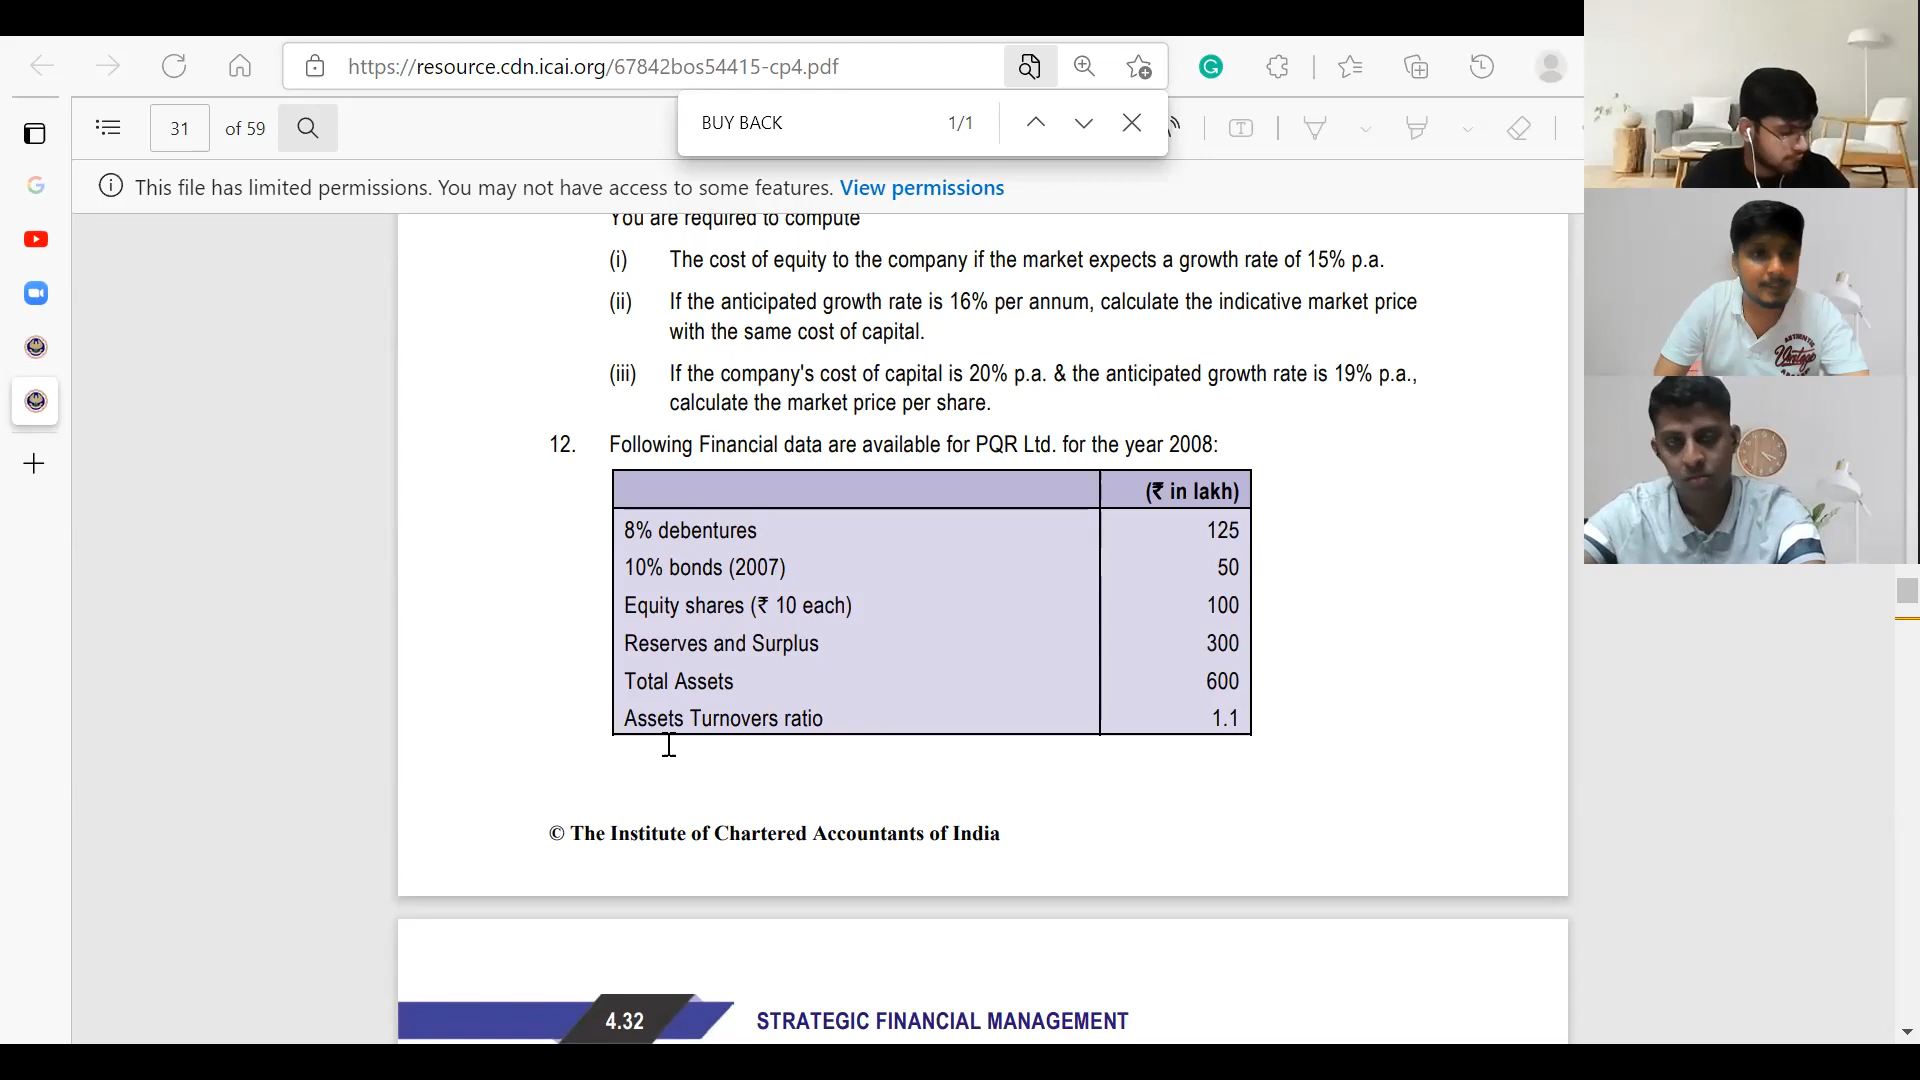 https://resource.cdn.icai.org/67842bos54415-cp4.pdf
BUY BACK 1/1
31 of 59
This file has limited permissions. You may not have access to some features. View permissions
You are required to compute
(i) The cost of equity to the company if the market expects a growth rate of 15% p.a.
(ii) If the anticipated growth rate is 16% per annum, calculate the indicative market price
with the same cost of capital.
(iii) If the company's cost of capital is 20% p.a. & the anticipated growth rate is 19% p.a.,
calculate the market price per share.
12. Following Financial data are available for PQR Ltd. for the year 2008:
(₹ in lakh)
8% debentures 125
10% bonds (2007) 50
Equity shares (₹ 10 each) 100
Reserves and Surplus 300
Total Assets 600
Assets Turnovers ratio 1.1
© The Institute of Chartered Accountants of India
4.32 STRATEGIC FINANCIAL MANAGEMENT
AUTHENTIC
Vintage